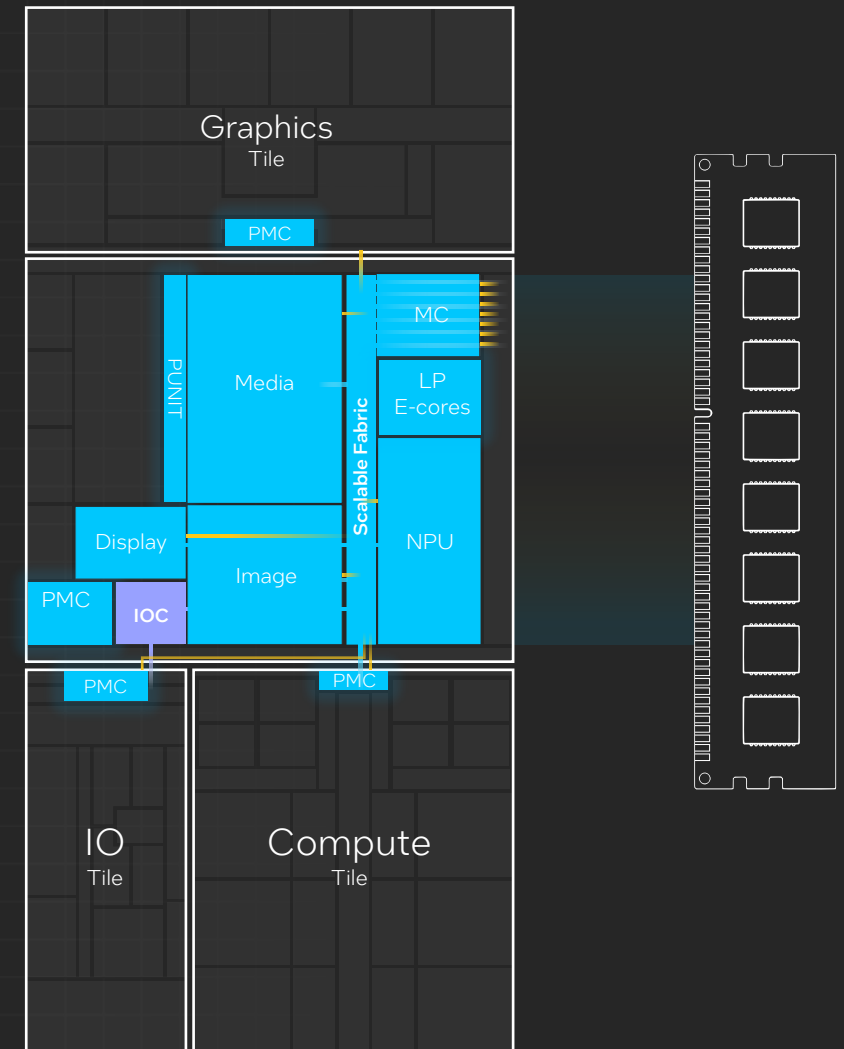 Graphics
Tile
PMC
PUNIT
Media
Scalable Fabric
MC
LP
E-cores
NPU
Display
Image
PMC
IOC
PMC
PMC
IO
Tile
Compute
Tile